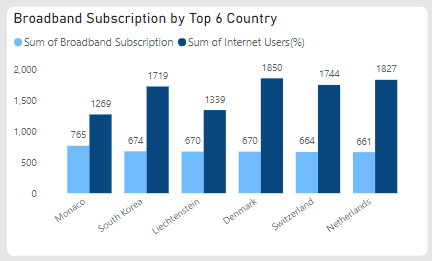 Broadband Subscription by Top 6 Country
Sum of Broadband Subscription Sum of Internet Users(%)
2,000
1,500
1,000
500
0
765 1269
674 1719
670 1339
670 1850
664 1744
661 1827
Monaco
South Korea
Liechtenstein
Denmark
Switzerland
Netherlands